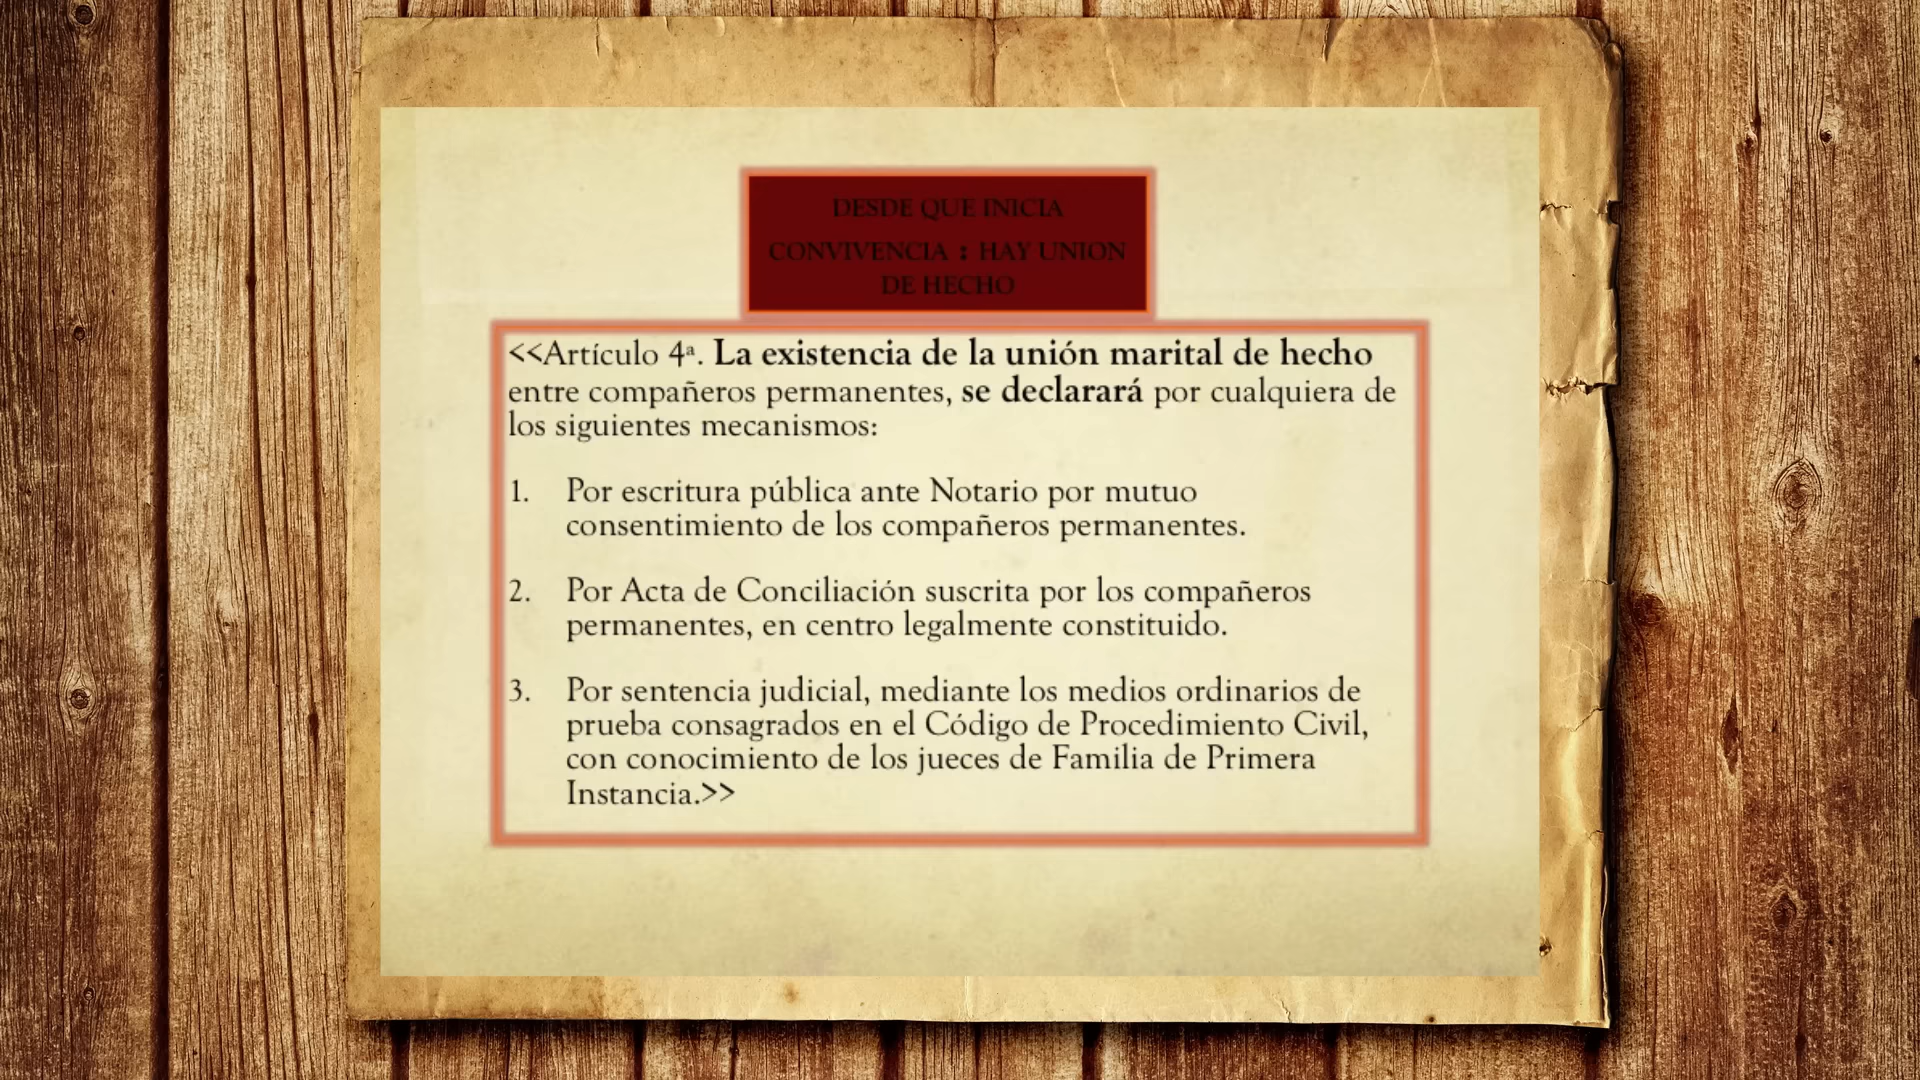 DESDE QUE INICIA
CONVIVENCIA : HAY UNION
DE HECHO
<<Artículo 4ª. La existencia de la unión marital de hecho
entre compañeros permanentes, se declarará por cualquiera de
los siguientes mecanismos:
1. Por escritura pública ante Notario por mutuo
consentimiento de los compañeros permanentes.
2. Por Acta de Conciliación suscrita por los compañeros
permanentes, en centro legalmente constituido.
3. Por sentencia judicial, mediante los medios ordinarios de
prueba consagrados en el Código de Procedimiento Civil,
con conocimiento de los jueces de Familia de Primera
Instancia.>>